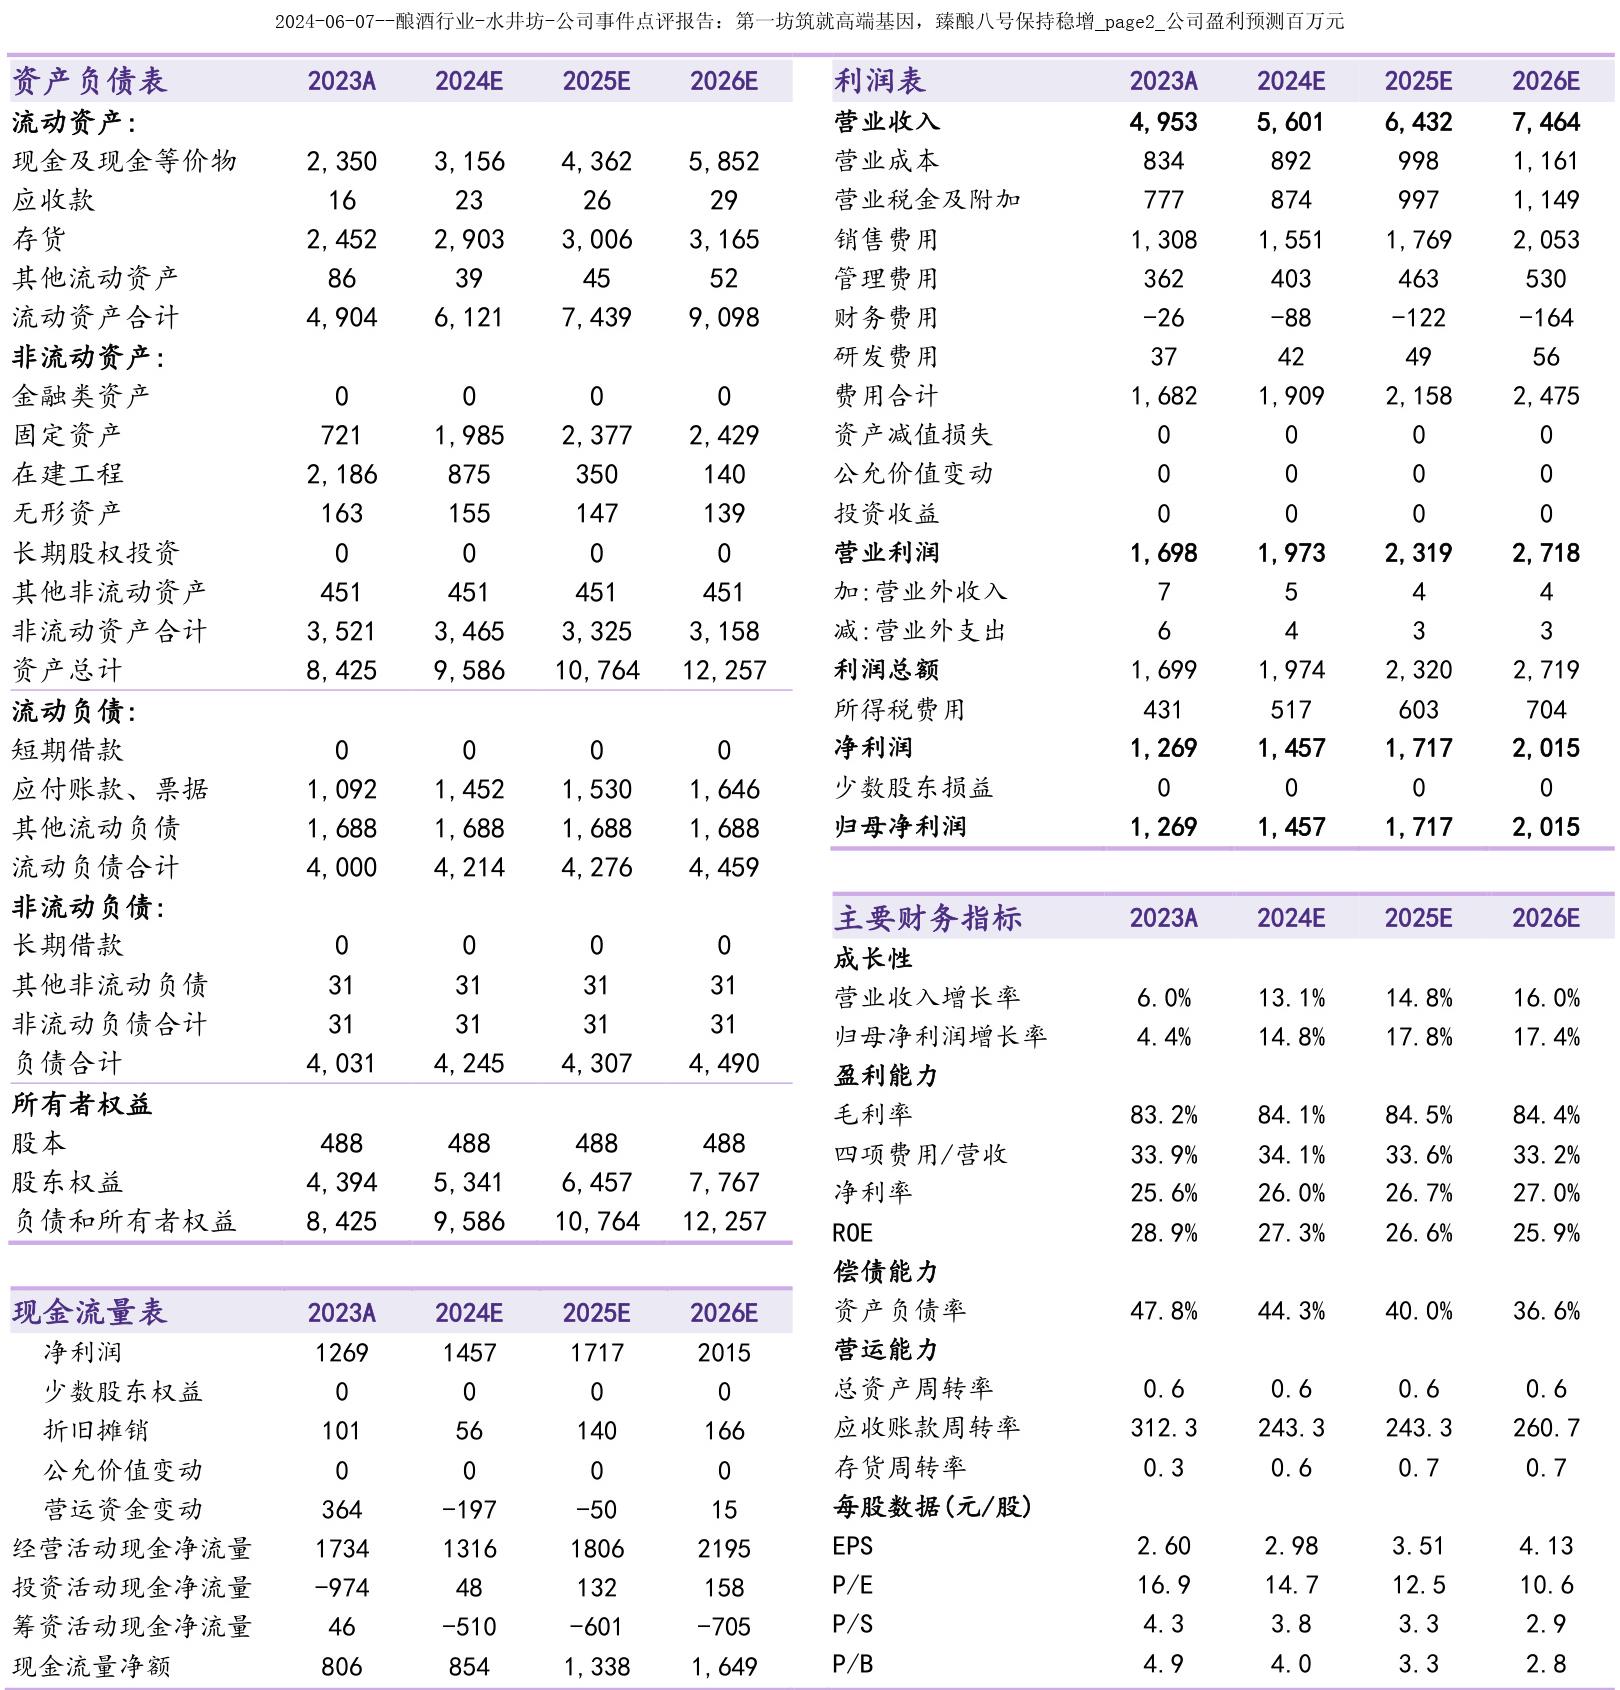 2024-06-07--酿酒行业-水井坊-公司事件点评报告：第一坊筑就高端基因，臻酿八号保持稳增_page2_公司盈利预测百万元
资产负债表 2023A 2024E 2025E 2026E
流动资产:
现金及现金等价物 2,350 3,156 4,362 5,852
应收款 16 23 26 29
存货 2,452 2,903 3,006 3,165
其他流动资产 86 39 45 52
流动资产合计 4,904 6,121 7,439 9,098
非流动资产:
金融类资产 0 0 0 0
固定资产 721 1,985 2,377 2,429
在建工程 2,186 875 350 140
无形资产 163 155 147 139
长期股权投资 0 0 0 0
其他非流动资产 451 451 451 451
非流动资产合计 3,521 3,465 3,325 3,158
资产总计 8,425 9,586 10,764 12,257
流动负债:
短期借款 0 0 0 0
应付账款、票据 1,092 1,452 1,530 1,646
其他流动负债 1,688 1,688 1,688 1,688
流动负债合计 4,000 4,214 4,276 4,459
非流动负债:
长期借款 0 0 0 0
其他非流动负债 31 31 31 31
非流动负债合计 31 31 31 31
负债合计 4,031 4,245 4,307 4,490
所有者权益
股本 488 488 488 488
股东权益 4,394 5,341 6,457 7,767
负债和所有者权益 8,425 9,586 10,764 12,257
现金流量表 2023A 2024E 2025E 2026E
净利润 1269 1457 1717 2015
少数股东权益 0 0 0 0
折旧摊销 101 56 140 166
公允价值变动 0 0 0 0
营运资金变动 364 -197 -50 15
经营活动现金净流量 1734 1316 1806 2195
投资活动现金净流量 -974 48 132 158
筹资活动现金净流量 46 -510 -601 -705
现金流量净额 806 854 1,338 1,649
利润表 2023A 2024E 2025E 2026E
营业收入 4,953 5,601 6,432 7,464
营业成本 834 892 998 1,161
营业税金及附加 777 874 997 1,149
销售费用 1,308 1,551 1,769 2,053
管理费用 362 403 463 530
财务费用 -26 -88 -122 -164
研发费用 37 42 49 56
费用合计 1,682 1,909 2,158 2,475
资产减值损失 0 0 0 0
公允价值变动 0 0 0 0
投资收益 0 0 0 0
营业利润 1,698 1,973 2,319 2,718
加:营业外收入 7 5 4 4
减:营业外支出 6 4 3 3
利润总额 1,699 1,974 2,320 2,719
所得税费用 431 517 603 704
净利润 1,269 1,457 1,717 2,015
少数股东损益 0 0 0 0
归母净利润 1,269 1,457 1,717 2,015
主要财务指标 2023A 2024E 2025E 2026E
成长性
营业收入增长率 6.0% 13.1% 14.8% 16.0%
归母净利润增长率 4.4% 14.8% 17.8% 17.4%
盈利能力
毛利率 83.2% 84.1% 84.5% 84.4%
四项费用/营收 33.9% 34.1% 33.6% 33.2%
净利率 25.6% 26.0% 26.7% 27.0%
ROE 28.9% 27.3% 26.6% 25.9%
偿债能力
资产负债率 47.8% 44.3% 40.0% 36.6%
营运能力
总资产周转率 0.6 0.6 0.6 0.6
应收账款周转率 312.3 243.3 243.3 260.7
存货周转率 0.3 0.6 0.7 0.7
每股数据(元/股)
EPS 2.60 2.98 3.51 4.13
P/E 16.9 14.7 12.5 10.6
P/S 4.3 3.8 3.3 2.9
P/B 4.9 4.0 3.3 2.8